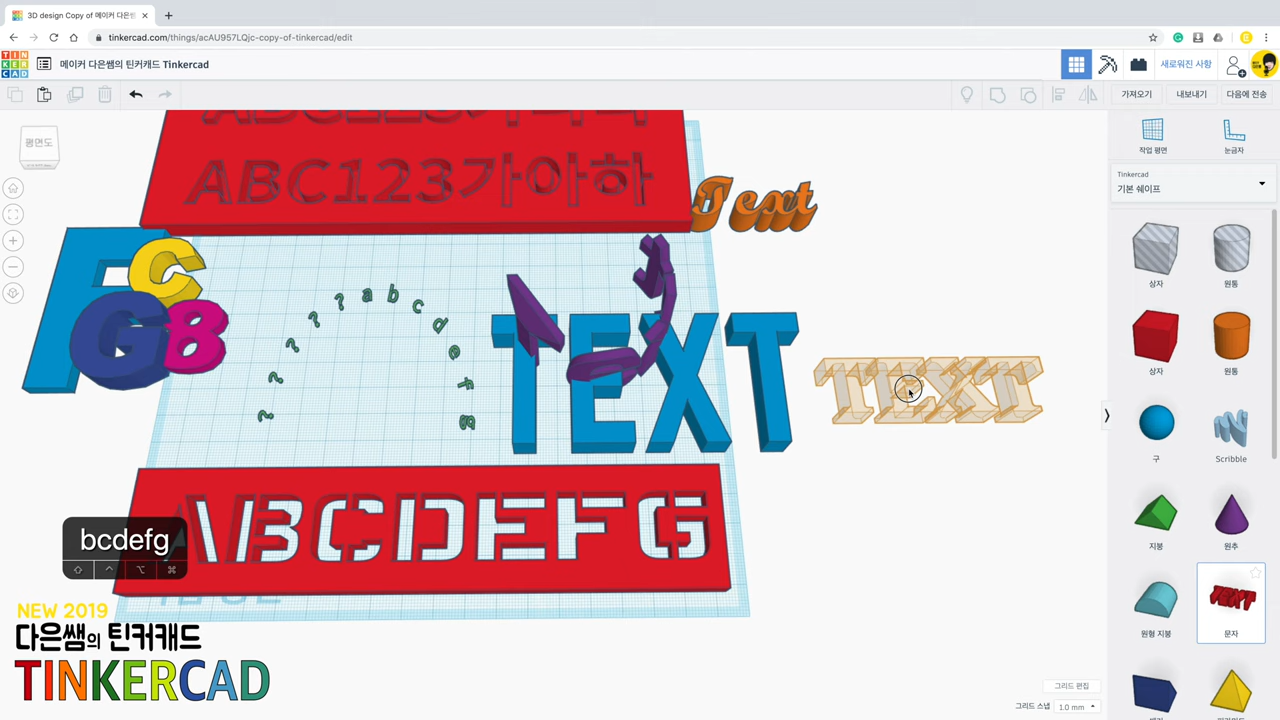 3D design Copy of 메이커 다은쌤
tinkercad.com/things/acAU957LQjc-copy-of-tinkercad/edit
TIN
KER
CAD
메이커 다은쌤의 틴커캐드 Tinkercad
새로워진 사항
가져오기
내보내기
다음에 전송
평면도
작업 평면
눈금자
Tinkercad
기본 쉐이프
ABC123가아하
Text
F
C
G
B
? ? ? ? ? a b c d e f g
TEXT
TEXT
ABCDEFG
상자
원통
상자
원통
구
Scribble
지붕
원추
원형 지붕
TEXT
문자
bcdefg
NEW 2019
다은쌤의 틴커캐드
TINKERCAD
그리드 편집
그리드 스냅
1.0 mm